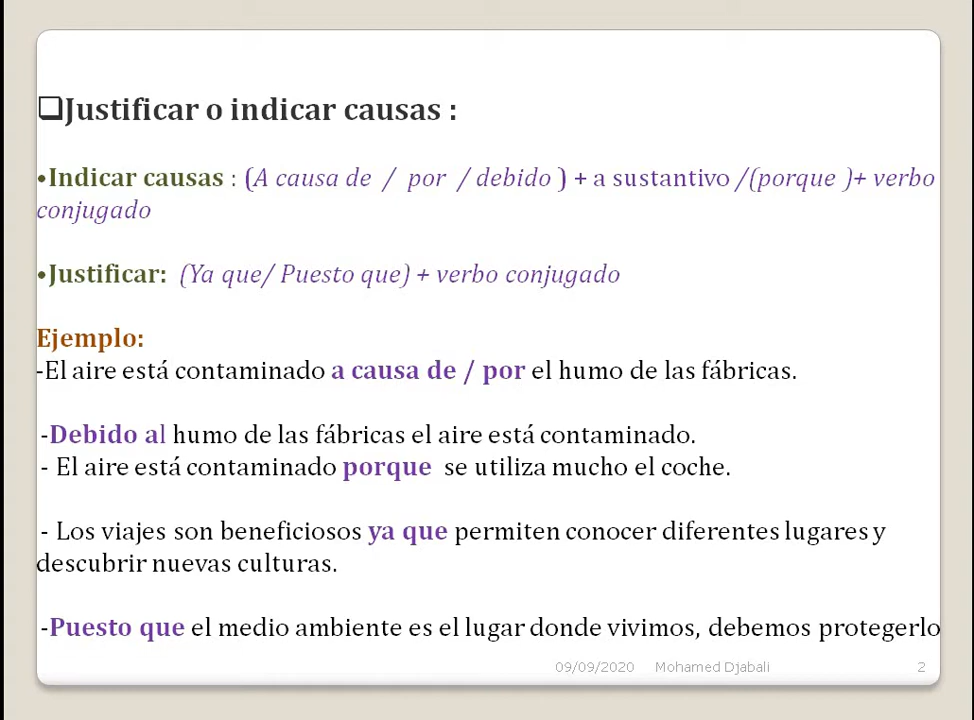 ❑Justificar o indicar causas :
•Indicar causas : (A causa de / por / debido ) + a sustantivo /(porque )+ verbo
conjugado
•Justificar: (Ya que/ Puesto que) + verbo conjugado
Ejemplo:
-El aire está contaminado a causa de / por el humo de las fábricas.
-Debido al humo de las fábricas el aire está contaminado.
- El aire está contaminado porque se utiliza mucho el coche.
- Los viajes son beneficiosos ya que permiten conocer diferentes lugares y
descubrir nuevas culturas.
-Puesto que el medio ambiente es el lugar donde vivimos, debemos protegerlo
09/09/2020 Mohamed Djabali 2